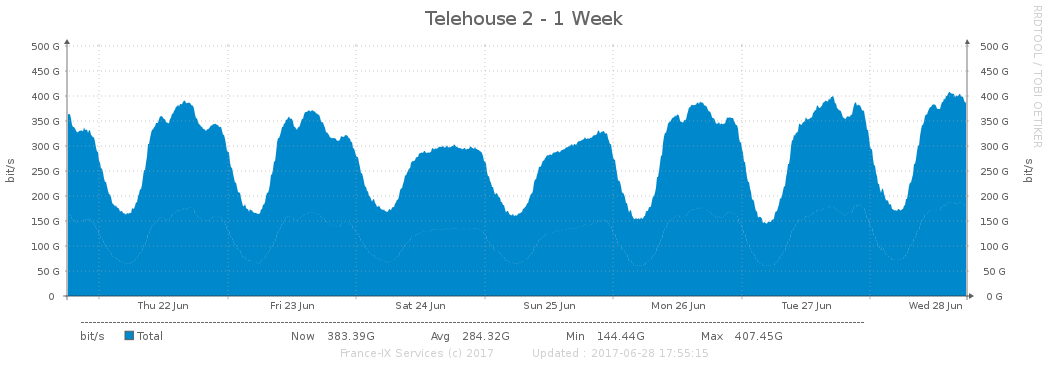 Telehouse 2 - 1 Week
RRDTOOL / TOBI OETIKER
500 G 500 G
450 G 450 G
400 G 400 G
350 G 350 G
300 G 300 G
250 G 250 G
200 G 200 G
150 G 150 G
100 G 100 G
50 G 50 G
0 0 G
bit/s bit/s
Thu 22 Jun Fri 23 Jun Sat 24 Jun Sun 25 Jun Mon 26 Jun Tue 27 Jun Wed 28 Jun
bit/s Total Now 383.39G Avg 284.32G Min 144.44G Max 407.45G
France-IX Services (c) 2017 Updated : 2017-06-28 17:55:15